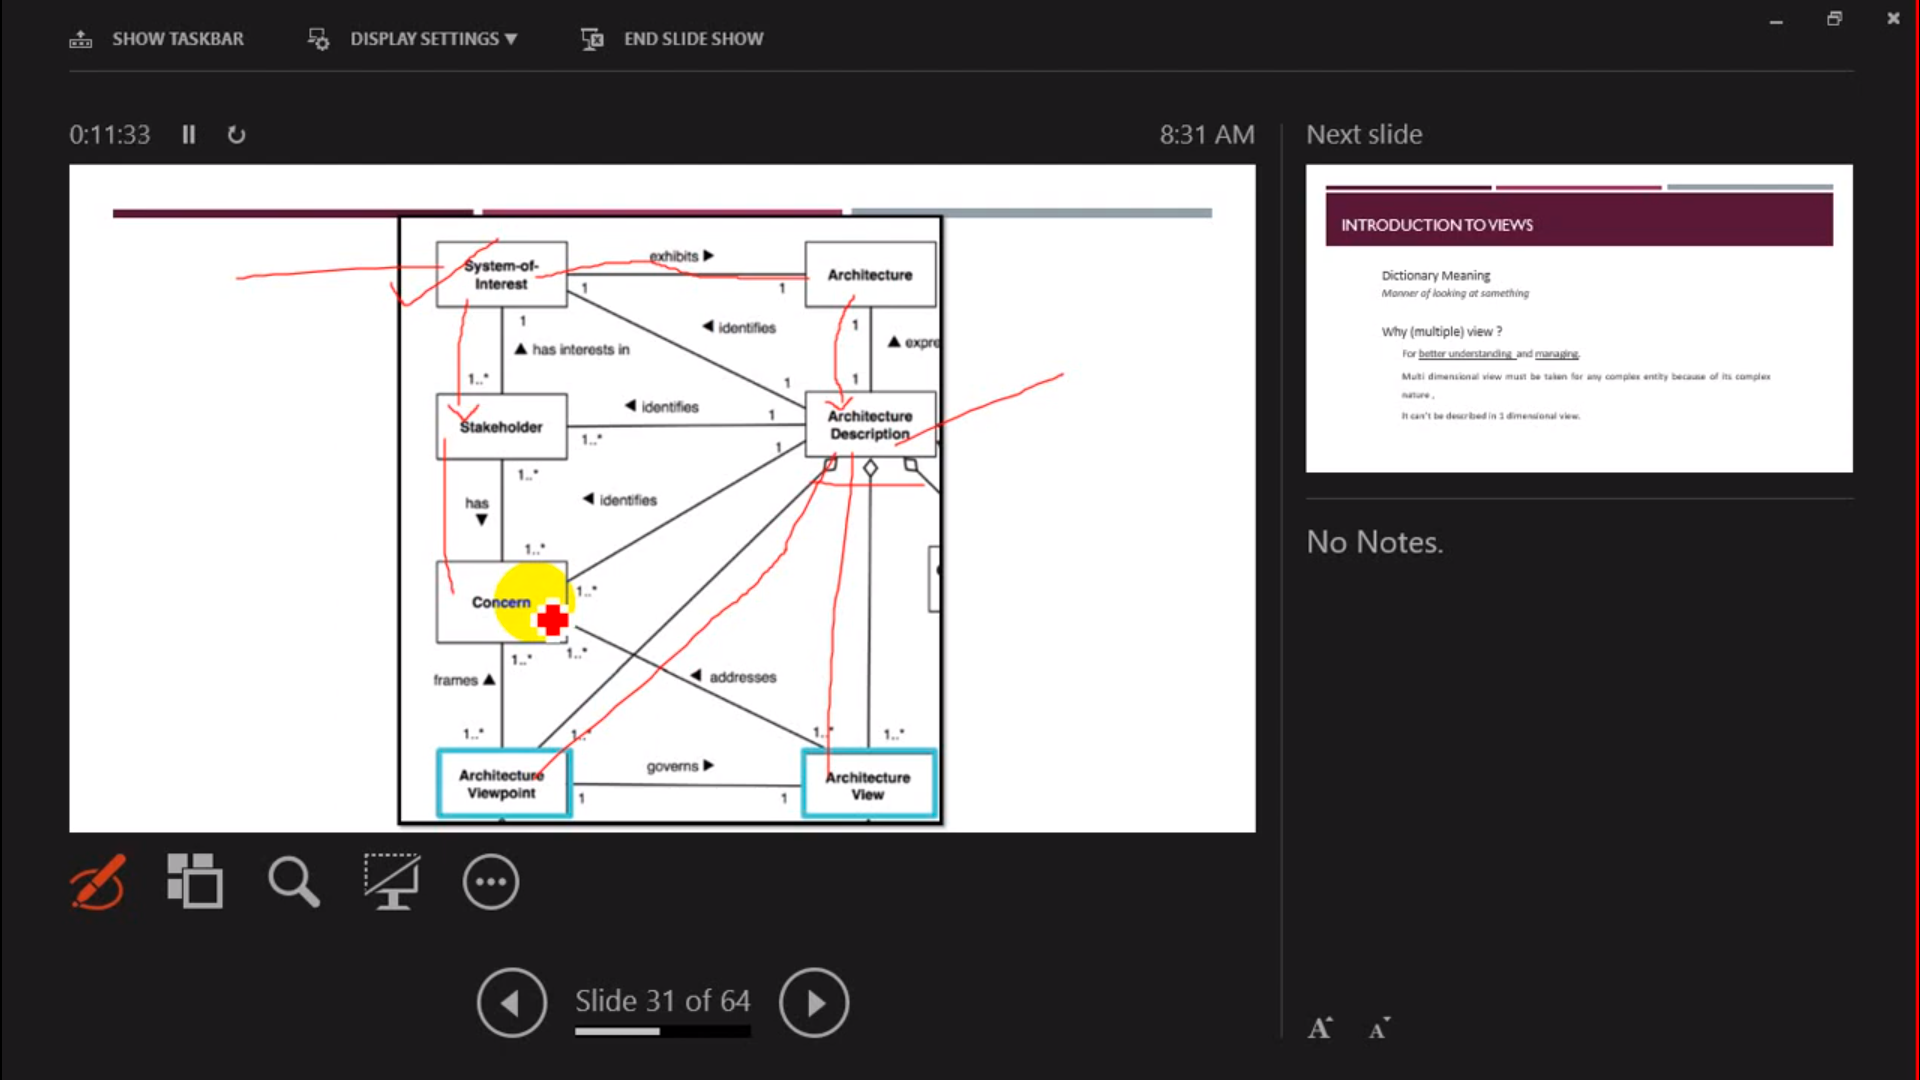 SHOW TASKBAR
DISPLAY SETTINGS ▼
END SLIDE SHOW
0:11:33
8:31 AM
Next slide
System-of-
Interest
exhibits ▶
Architecture
1
1
◀ identifies
1
1
▲ has interests in
▲ expre
1..*
1
1
Stakeholder
◀ identifies
1
1..*
Architecture
Description
1
1..*
has
▼
◀ identifies
1..*
Concern
1..*
1..*
1..*
frames ▲
◀ addresses
1..*
1..*
1..*
1..*
Architecture
Viewpoint
governs ▶
1
1
Architecture
View
INTRODUCTION TO VIEWS
Dictionary Meaning
Manner of looking at something
Why (multiple) view ?
For better understanding and managing.
Multi dimensional view must be taken for any complex entity because of its complex
nature ,
It can't be described in 1 dimensional view.
No Notes.
Slide 31 of 64
A
A